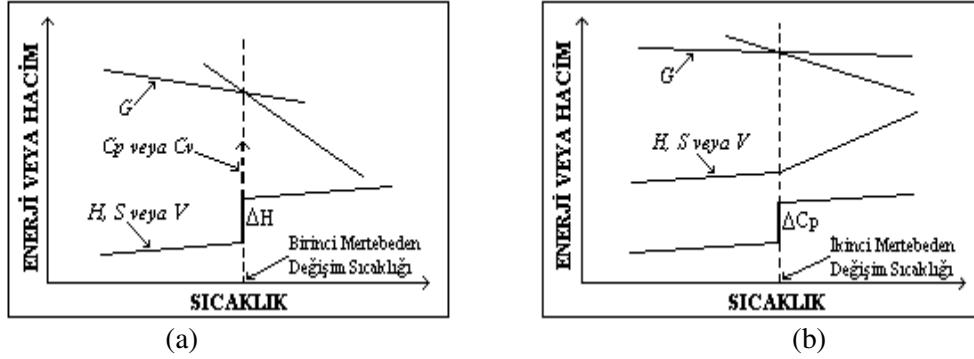 ENERJİ VEYA HACİM
G
Cp veya Cv
H, S veya V
ΔH
Birinci Mertebeden
Değişim Sıcaklığı
SICAKLIK
(a)
ENERJİ VEYA HACİM
G
H, S veya V
ΔCp
İkinci Mertebeden
Değişim Sıcaklığı
SICAKLIK
(b)